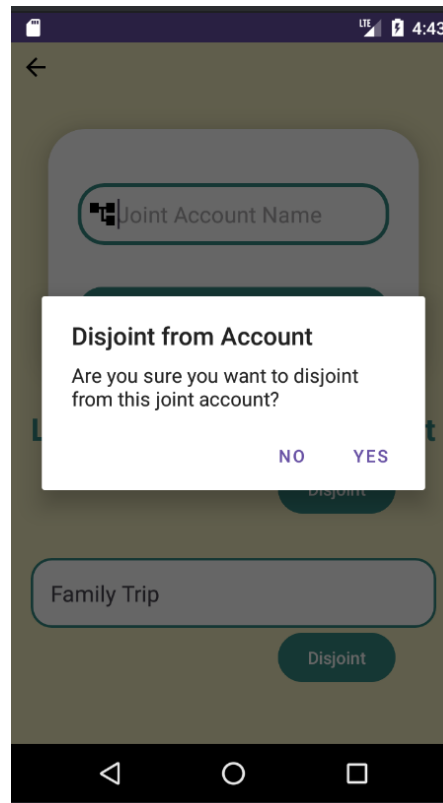 LTE 4:43
Joint Account Name
Disjoint from Account
Are you sure you want to disjoint
from this joint account?
NO YES
Disjoint
Family Trip
Disjoint